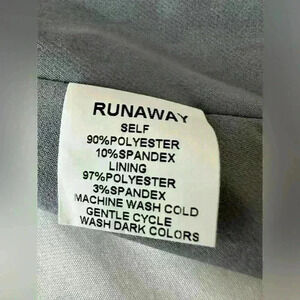 RUNAWAY
SELF
90%POLYESTER
10%SPANDEX
LINING
97%POLYESTER
3%SPANDEX
MACHINE WASH COLD
GENTLE CYCLE
WASH DARK COLORS